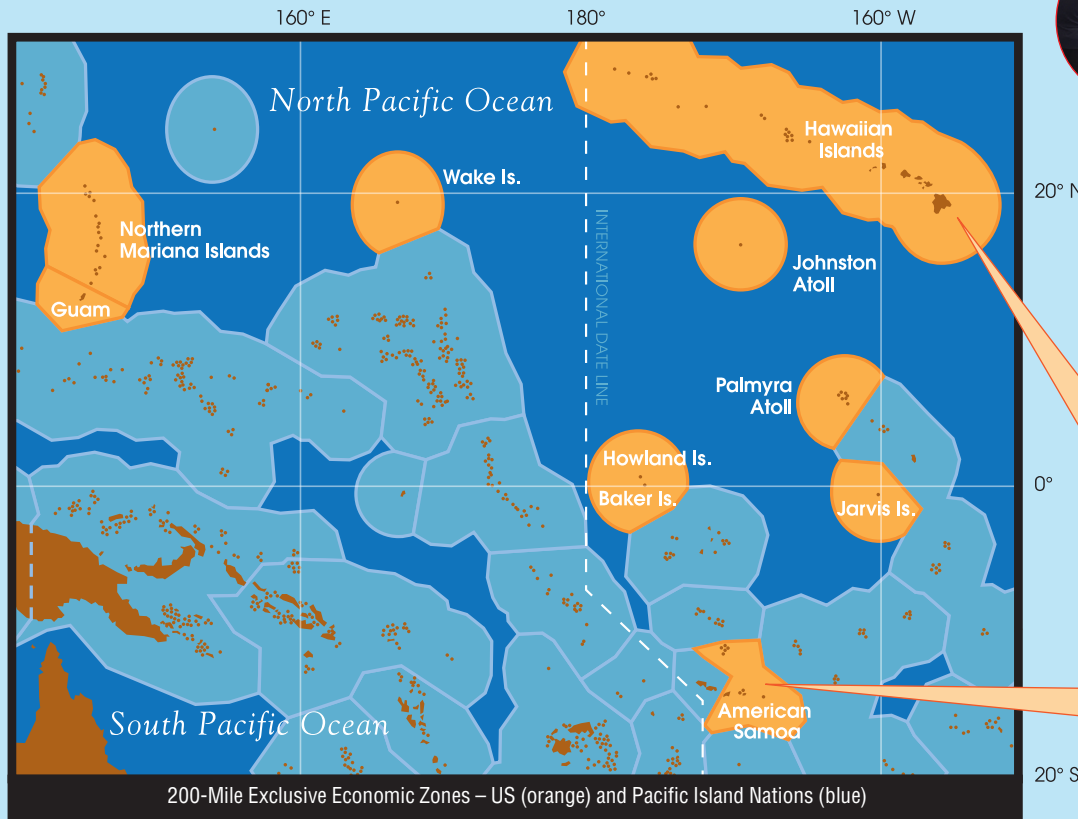 160° E
180°
160° W
North Pacific Ocean
Hawaiian
Islands
Wake Is.
20° N
INTERNATIONAL DATE LINE
Northern
Mariana Islands
Johnston
Atoll
Guam
Palmyra
Atoll
Howland Is.
0°
Baker Is.
Jarvis Is.
South Pacific Ocean
American
Samoa
20° S
200-Mile Exclusive Economic Zones – US (orange) and Pacific Island Nations (blue)